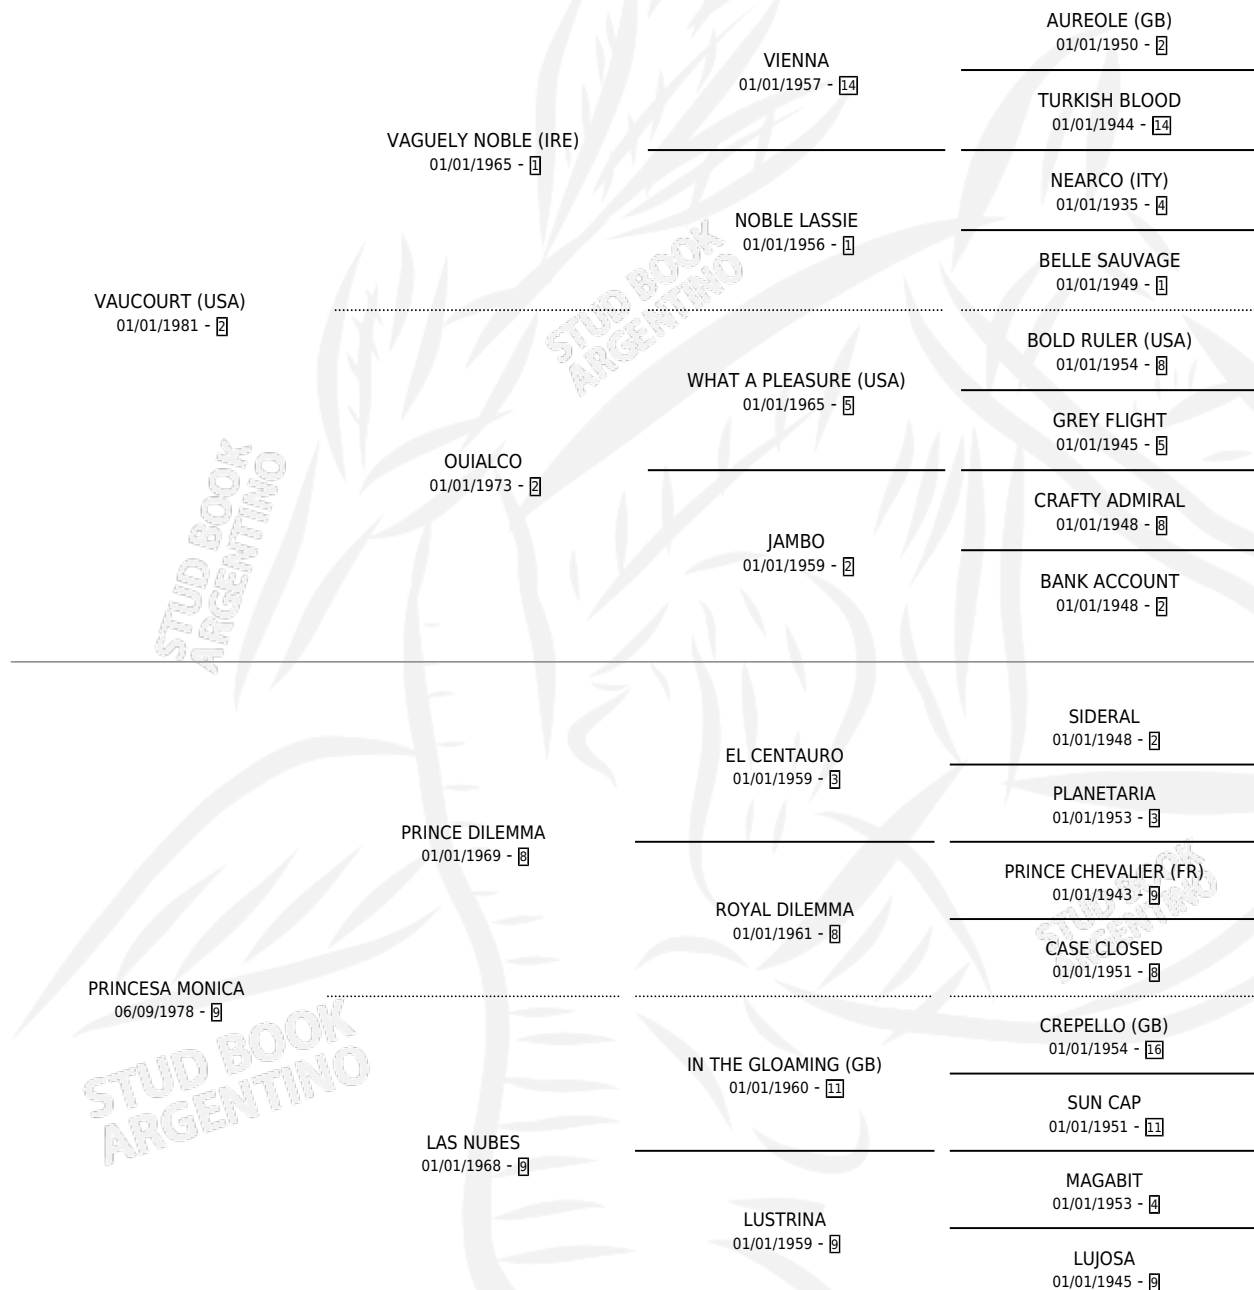 AUREOLE (GB)
01/01/1950 - 2
VIENNA
01/01/1957 - 14
TURKISH BLOOD
01/01/1944 - 14
VAGUELY NOBLE (IRE)
01/01/1965 - 1
NEARCO (ITY)
01/01/1935 - 4
NOBLE LASSIE
01/01/1956 - 1
BELLE SAUVAGE
01/01/1949 - 1
VAUCOURT (USA)
01/01/1981 - 2
BOLD RULER (USA)
01/01/1954 - 8
WHAT A PLEASURE (USA)
01/01/1965 - 5
GREY FLIGHT
01/01/1945 - 5
OUIALCO
01/01/1973 - 2
CRAFTY ADMIRAL
01/01/1948 - 8
JAMBO
01/01/1959 - 2
BANK ACCOUNT
01/01/1948 - 2
SIDERAL
01/01/1948 - 2
EL CENTAURO
01/01/1959 - 3
PLANETARIA
01/01/1953 - 3
PRINCE DILEMMA
01/01/1969 - 8
PRINCE CHEVALIER (FR)
01/01/1943 - 9
ROYAL DILEMMA
01/01/1961 - 8
CASE CLOSED
01/01/1951 - 8
PRINCESA MONICA
06/09/1978 - 9
CREPELLO (GB)
01/01/1954 - 16
IN THE GLOAMING (GB)
01/01/1960 - 11
SUN CAP
01/01/1951 - 11
LAS NUBES
01/01/1968 - 9
MAGABIT
01/01/1953 - 4
LUSTRINA
01/01/1959 - 9
LUJOSA
01/01/1945 - 9
STUD BOOK
ARGENTINO
STUD BOOK
ARGENTINO
STUD BOOK
ARGENTINO
STUD BOOK
ARGENTINO